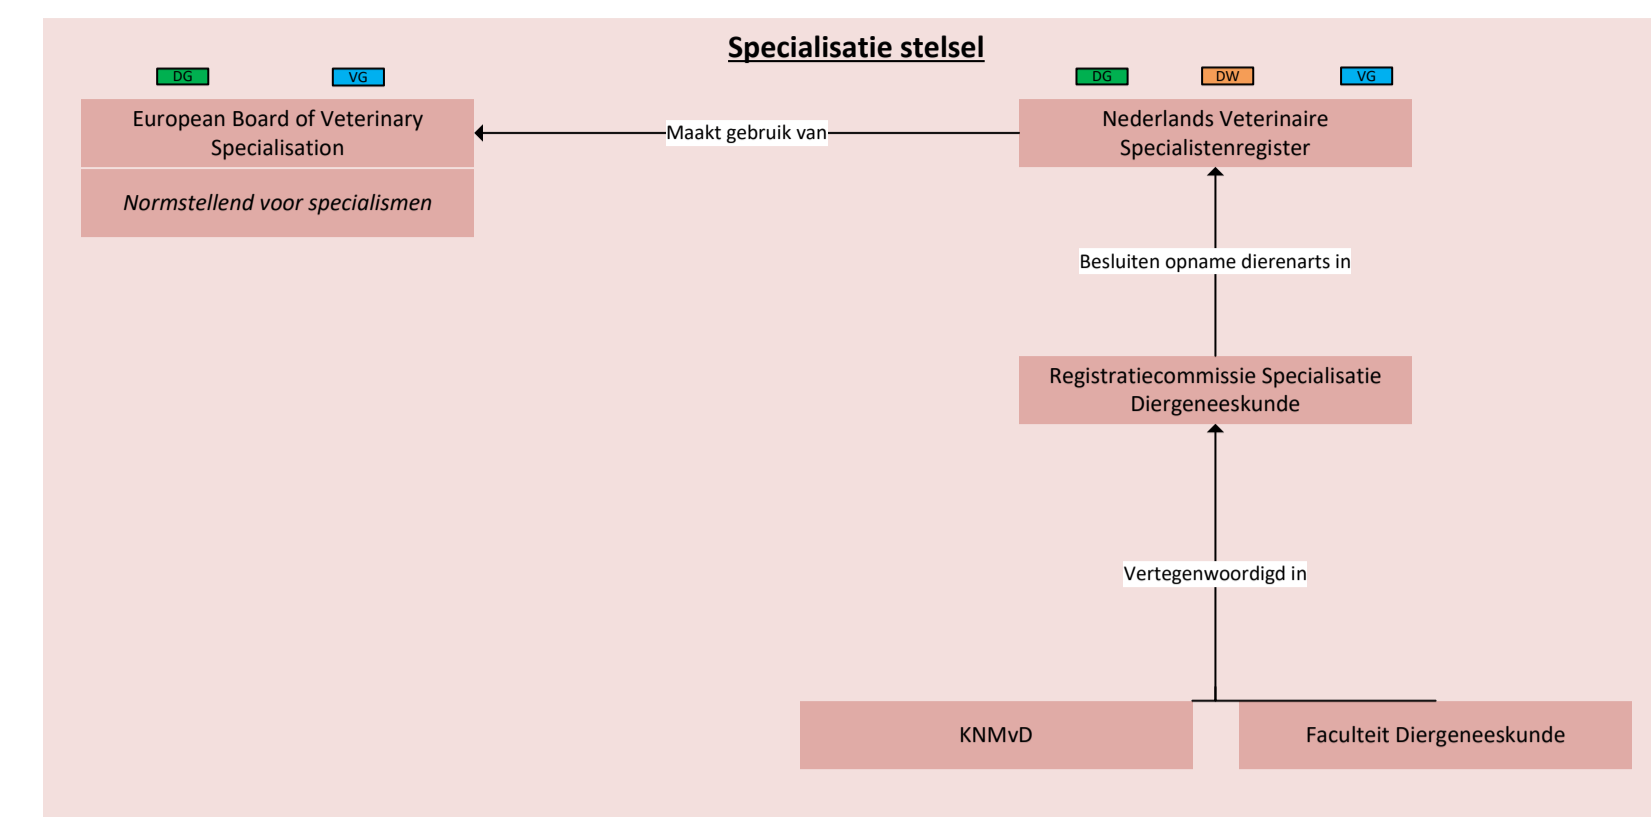 Specialisatie stelsel
DG
VG
DG
DW
VG
European Board of Veterinary
Specialisation
Normstellend voor specialismen
Maakt gebruik van
Nederlands Veterinaire
Specialistenregister
Besluiten opname dierenarts in
Registratiecommissie Specialisatie
Diergeneeskunde
Vertegenwoordigd in
KNMvD
Faculteit Diergeneeskunde